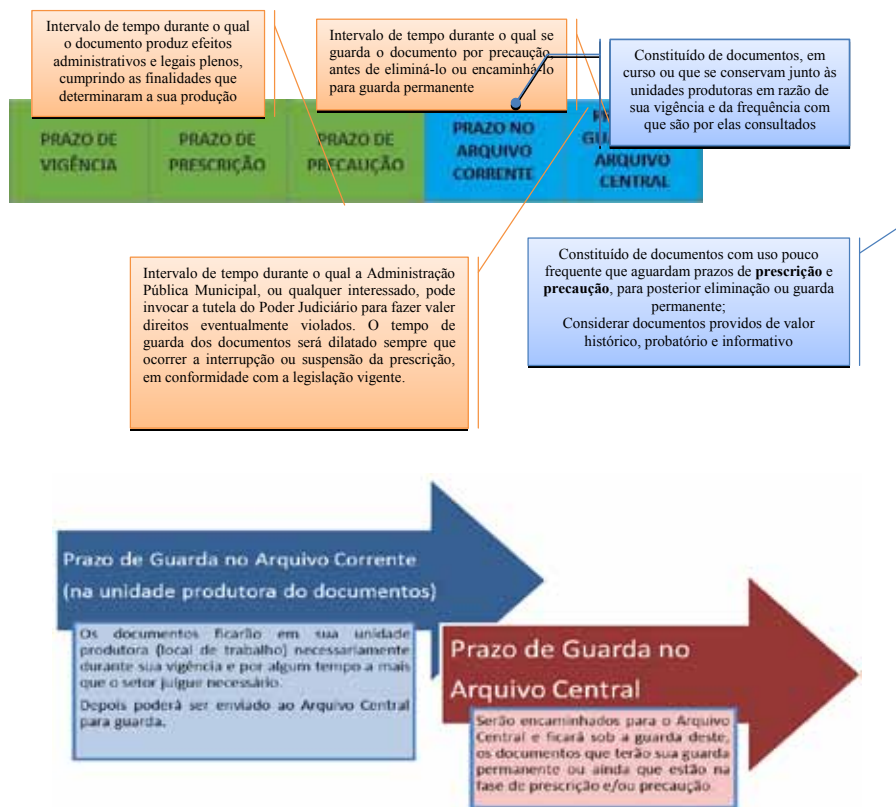 Intervalo de tempo durante o qual
o documento produz efeitos
administrativos e legais plenos,
cumprindo as finalidades que
determinaram a sua produção
Intervalo de tempo durante o qual se
guarda o documento por precaução,
antes de eliminá-lo ou encaminhá-lo
para guarda permanente
Constituído de documentos, em
curso ou que se conservam junto às
unidades produtoras em razão de
sua vigência e da frequência com
que são por elas consultados
PRAZO DE
VIGÊNCIA
PRAZO DE
PRESCRIÇÃO
PRAZO DE
PRECAUÇÃO
PRAZO NO
ARQUIVO
CORRENTE
ARQUIVO
CENTRAL
Intervalo de tempo durante o qual a Administração
Pública Municipal, ou qualquer interessado, pode
invocar a tutela do Poder Judiciário para fazer valer
direitos eventualmente violados. O tempo de
guarda dos documentos será dilatado sempre que
ocorrer a interrupção ou suspensão da prescrição,
em conformidade com a legislação vigente.
Constituído de documentos com uso pouco
frequente que aguardam prazos de prescrição e
precaução, para posterior eliminação ou guarda
permanente;
Considerar documentos providos de valor
histórico, probatório e informativo
Prazo de Guarda no Arquivo Corrente
(na unidade produtora do documentos)
Os documentos ficarão em sua unidade
produtora (local de trabalho) necessariamente
durante sua vigência e por algum tempo a mais
que o setor julgue necessário.
Depois poderá ser enviado ao Arquivo Central
para guarda.
Prazo de Guarda no
Arquivo Central
Serão encaminhados para o Arquivo
Central e ficará sob a guarda deste,
os documentos que terão sua guarda
permanente ou ainda que estão na
fase de prescrição e/ou precaução.